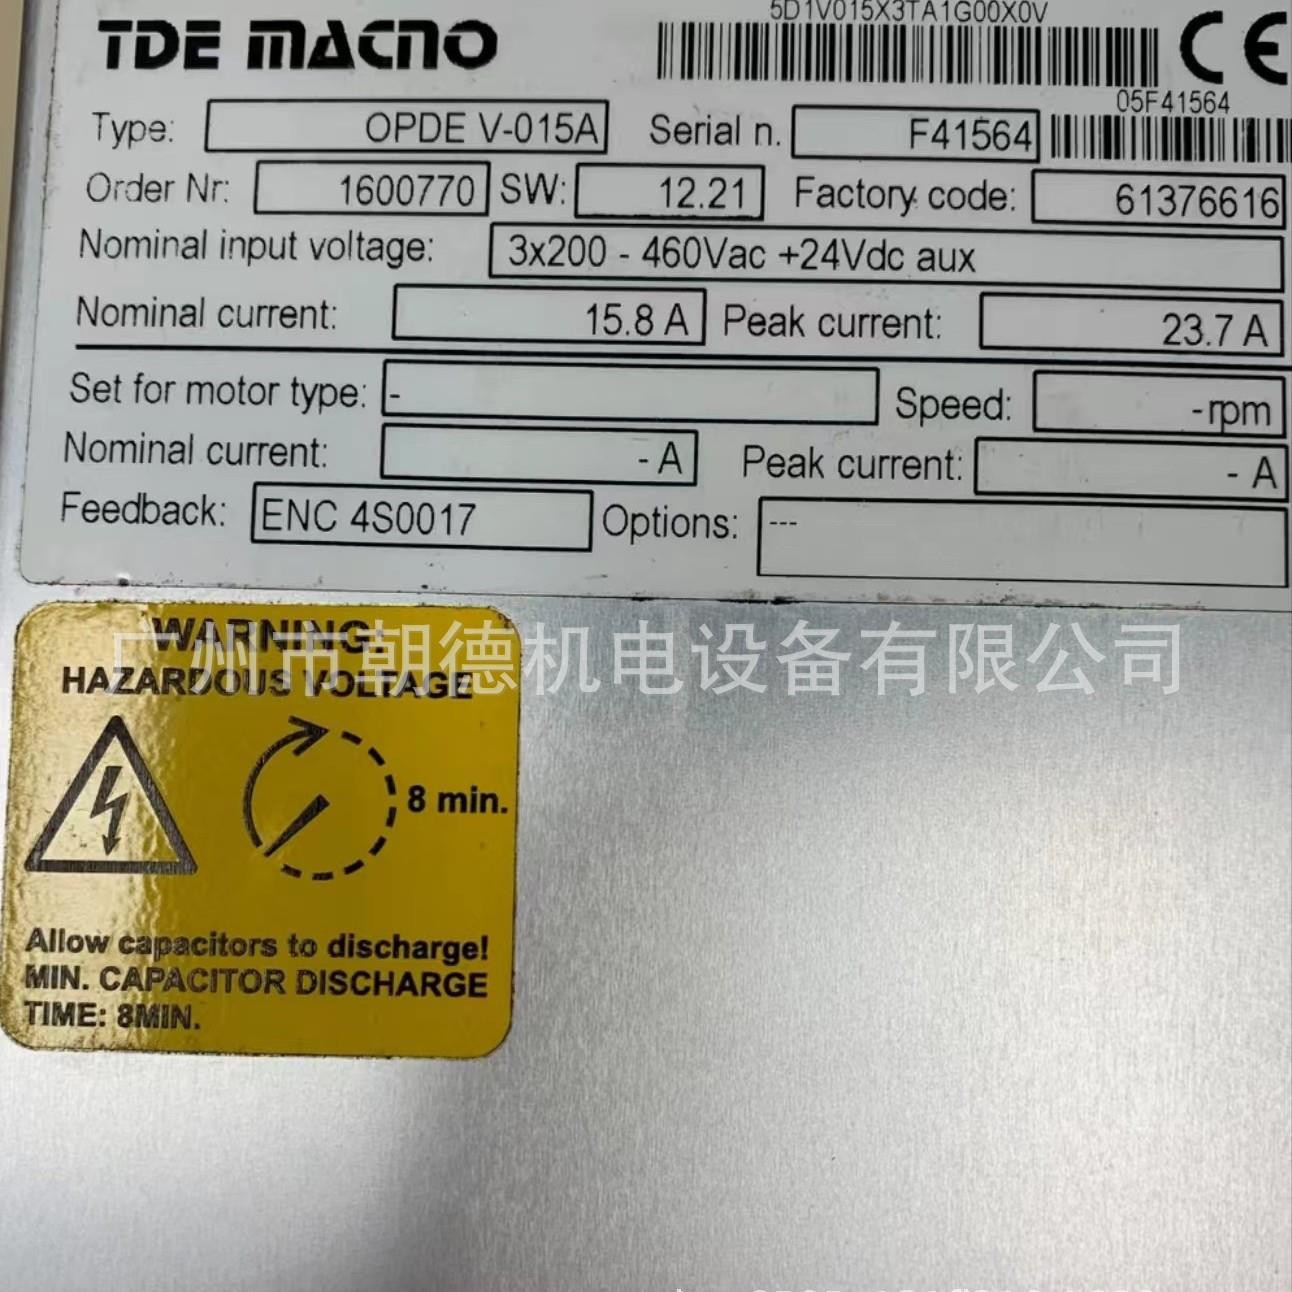 5D1V015X3TA1G00X0V
TDE MACNO
CE
05F41564
Type: OPDE V-015A Serial n. F41564
Order Nr: 1600770 SW: 12.21 Factory code: 61376616
Nominal input voltage: 3x200 - 460Vac +24Vdc aux
Nominal current: 15.8 A Peak current: 23.7 A
Set for motor type: - Speed: -rpm
Nominal current: - A Peak current: - A
Feedback: ENC 4S0017 Options: ---
WARNING:
广州市朝德机电设备有限公司
HAZARDOUS VOLTAGE
8 min.
Allow capacitors to discharge!
MIN. CAPACITOR DISCHARGE
TIME: 8MIN.